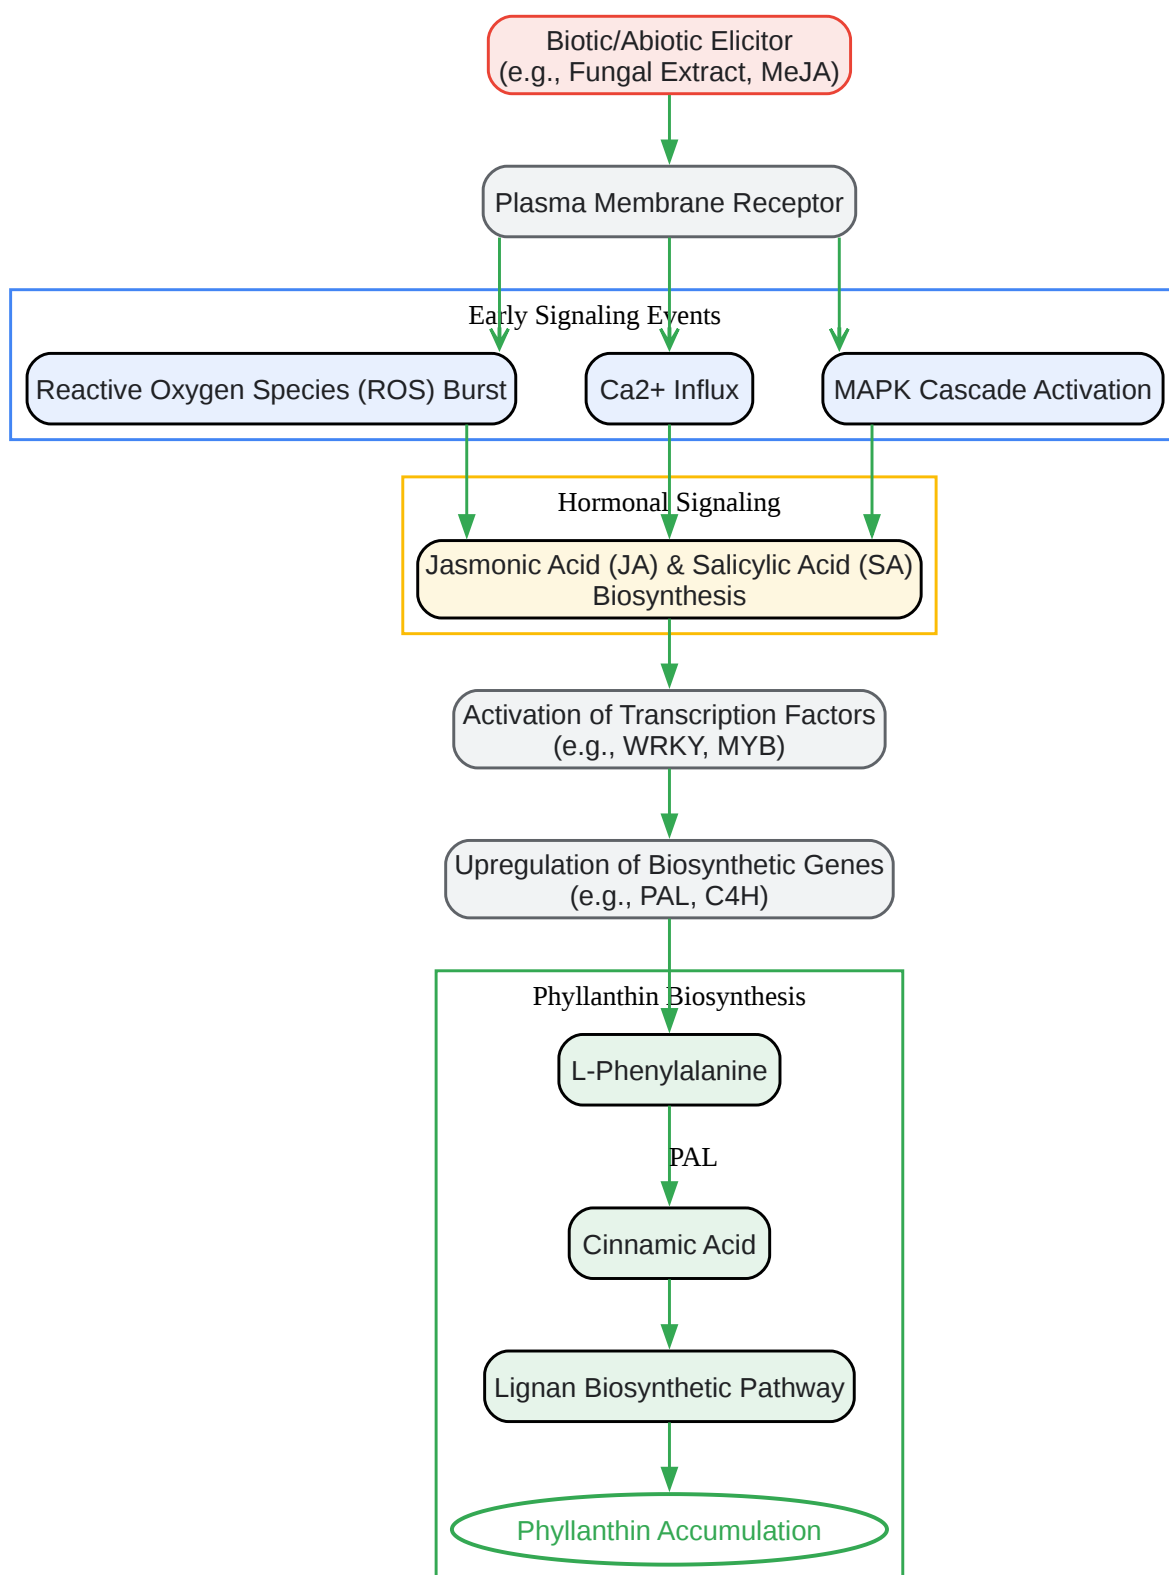 Biotic/Abiotic Elicitor
(e.g., Fungal Extract, MeJA)
Plasma Membrane Receptor
Early Signaling Events
Reactive Oxygen Species (ROS) Burst
Ca2+ Influx
MAPK Cascade Activation
Hormonal Signaling
Jasmonic Acid (JA) & Salicylic Acid (SA)
Biosynthesis
Activation of Transcription Factors
(e.g., WRKY, MYB)
Upregulation of Biosynthetic Genes
(e.g., PAL, C4H)
Phyllanthin Biosynthesis
L-Phenylalanine
PAL
Cinnamic Acid
Lignan Biosynthetic Pathway
Phyllanthin Accumulation